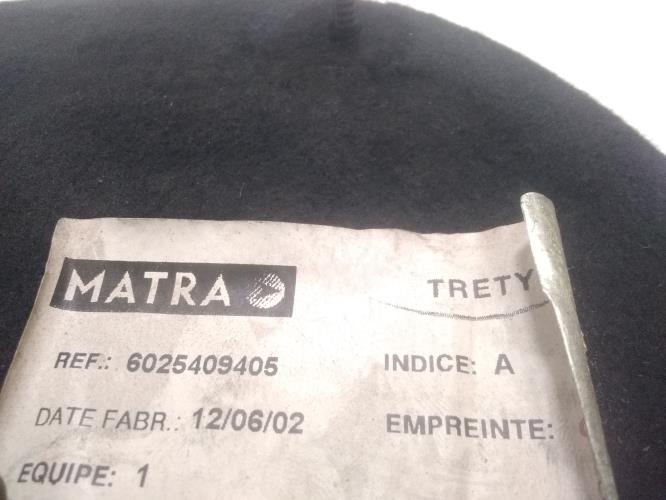 MATRA TRETY
REF.: 6025409405 INDICE: A
DATE FABR.: 12/06/02 EMPREINTE:
EQUIPE: 1